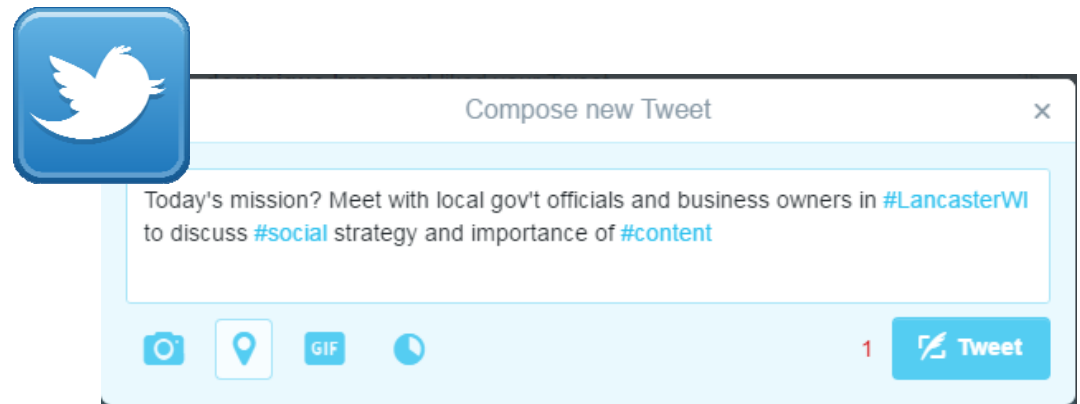 Compose new Tweet
Today's mission? Meet with local gov't officials and business owners in #LancasterWI
to discuss #social strategy and importance of #content
GIF
1
Tweet